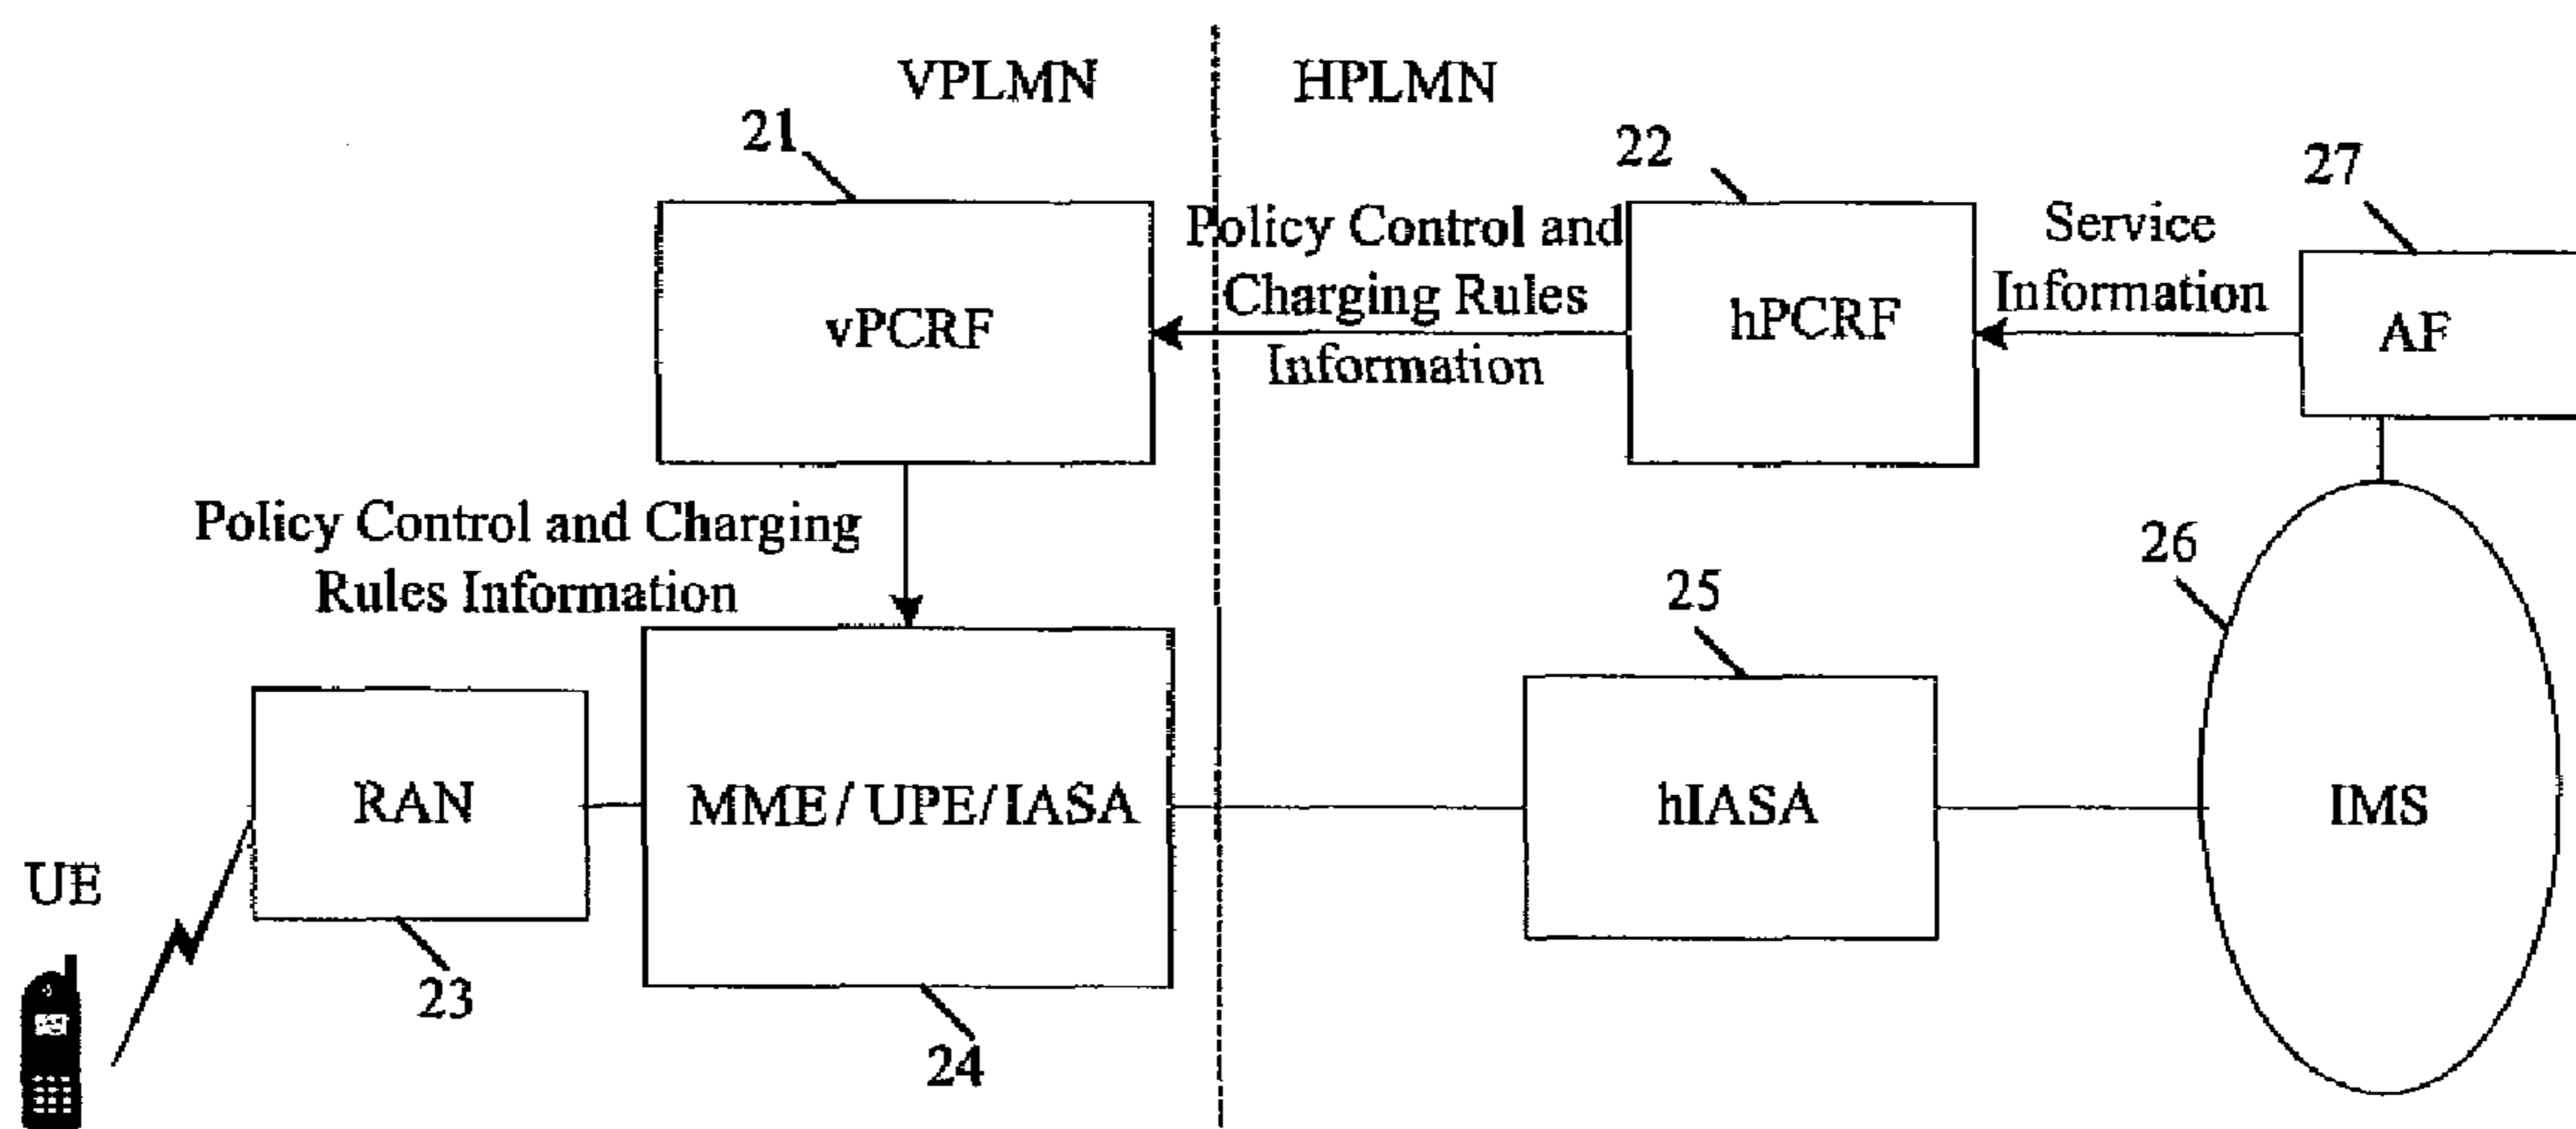 VPLMN
HPLMN
21
22
27
Policy Control and
Charging Rules
Information
Service
Information
vPCRF
hPCRF
AF
Policy Control and Charging
Rules Information
26
25
RAN
MME / UPE/ IASA
hIASA
IMS
UE
23
24